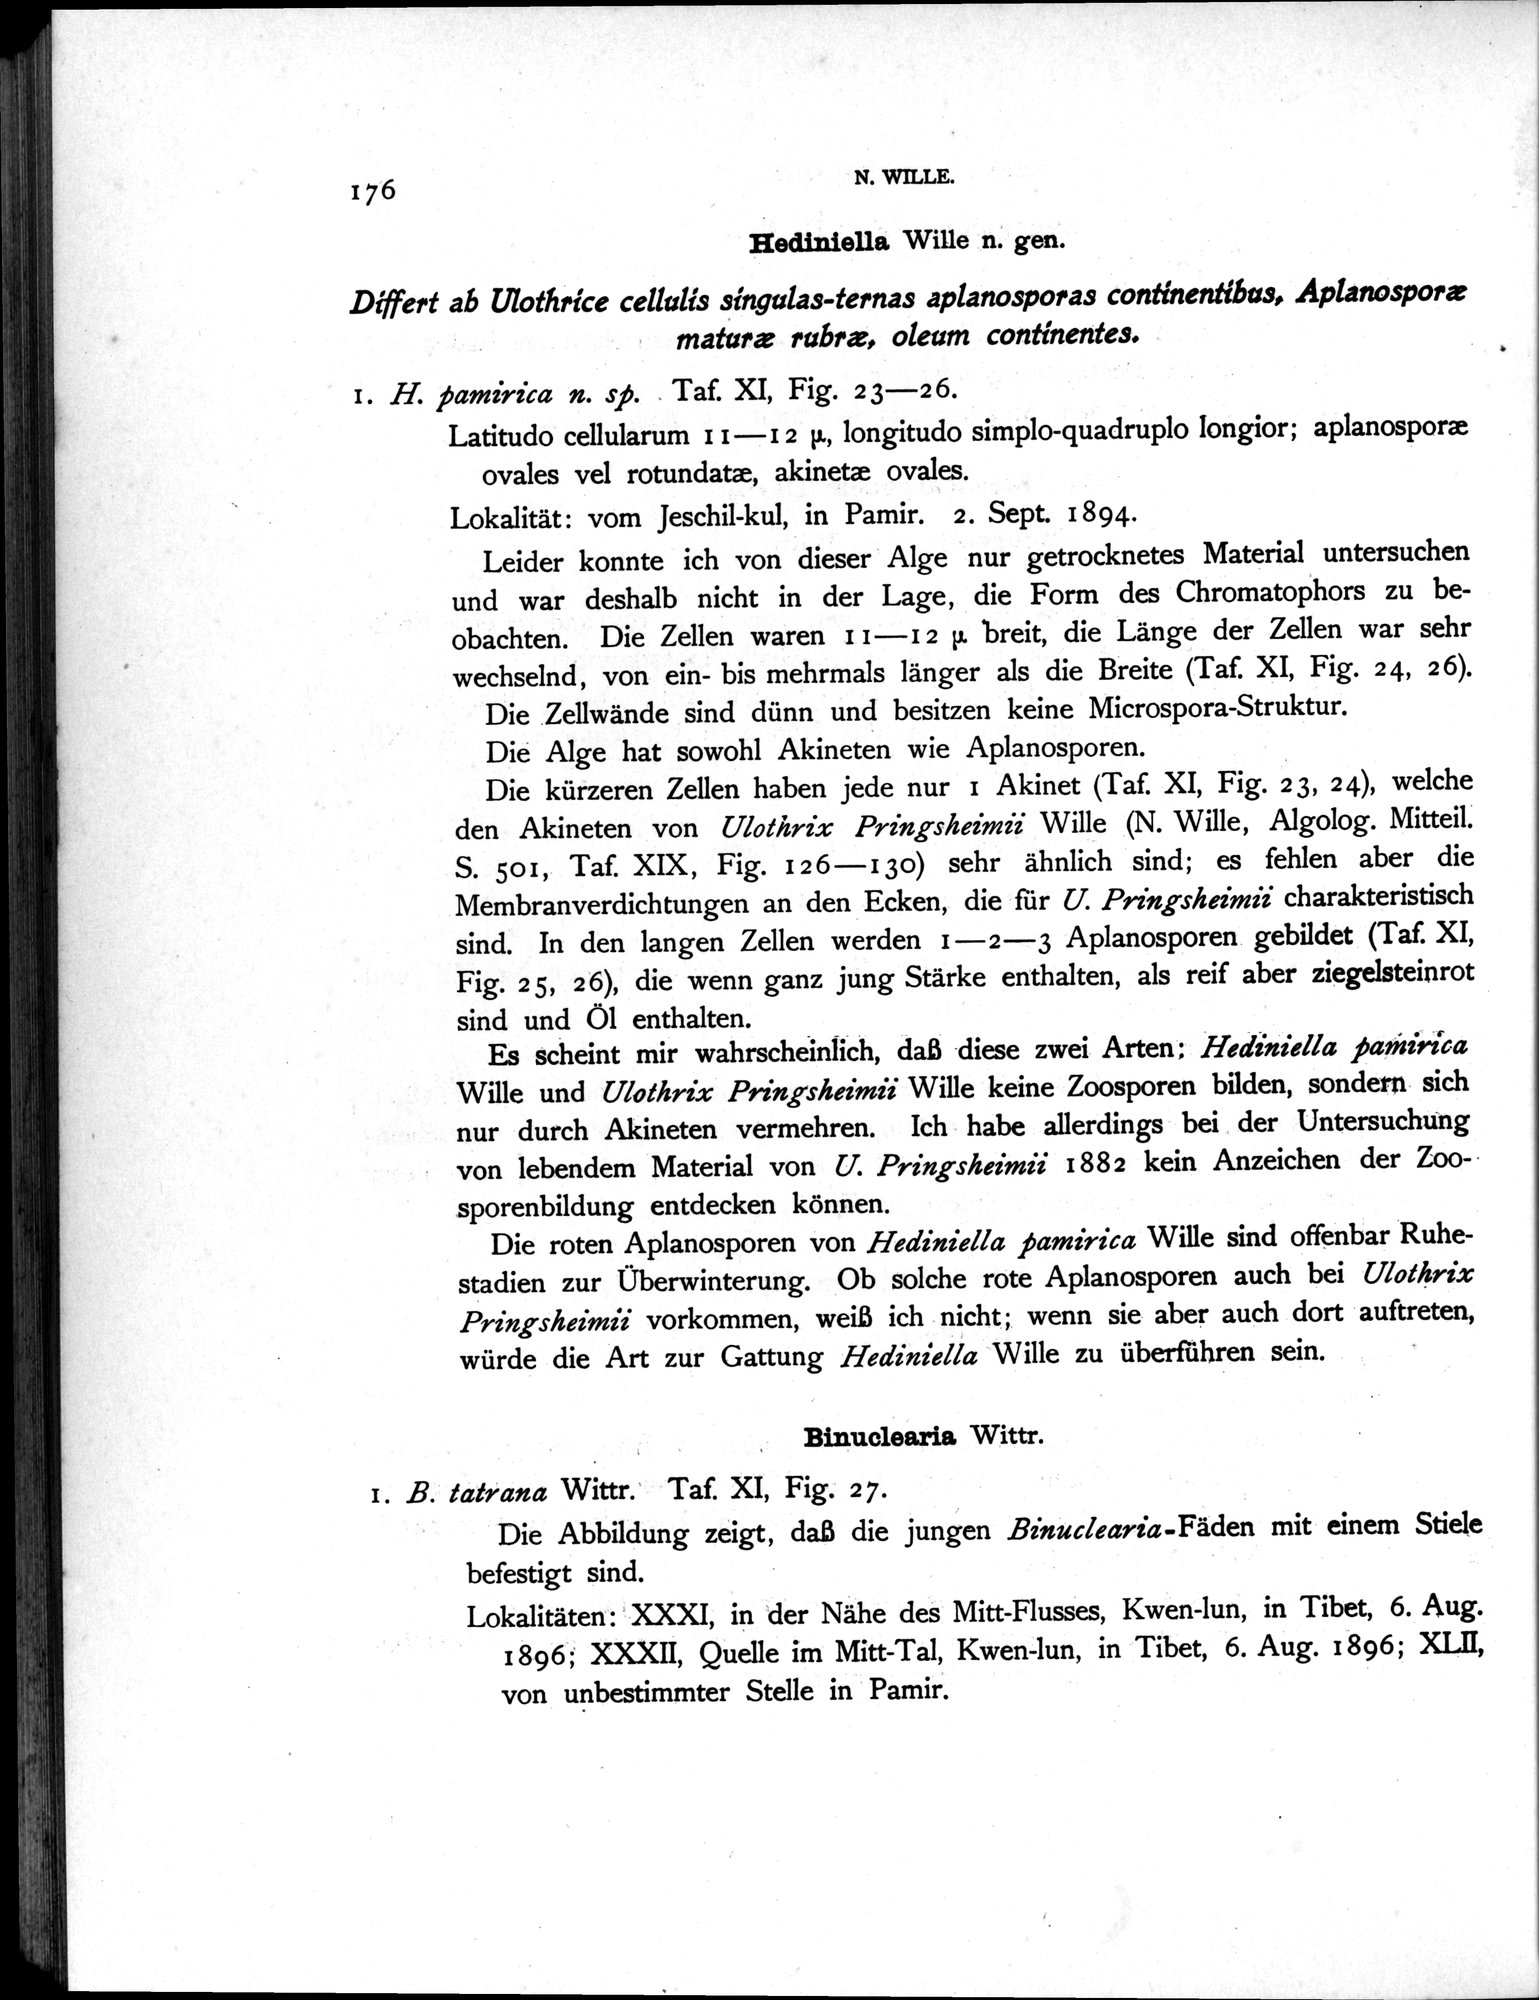 176
N. WILLE.
Hediniella Wille n. gen.
Differt ab Ulothrice cellulis singulas-ternas aplanosporas continentibus, Aplanosporæ
maturæ rubræ, oleum continentes.
1. H. pamirica n. sp. Taf. XI, Fig. 23—26.
Latitudo cellularum 11—12 µ, longitudo simplo-quadruplo longior; aplanosporæ
ovales vel rotundatæ, akinetæ ovales.
Lokalität: vom Jeschil-kul, in Pamir. 2. Sept. 1894.
Leider konnte ich von dieser Alge nur getrocknetes Material untersuchen
und war deshalb nicht in der Lage, die Form des Chromatophors zu be-
obachten. Die Zellen waren 11—12 µ breit, die Länge der Zellen war sehr
wechselnd, von ein- bis mehrmals länger als die Breite (Taf. XI, Fig. 24, 26).
Die Zellwände sind dünn und besitzen keine Microspora-Struktur.
Die Alge hat sowohl Akineten wie Aplanosporen.
Die kürzeren Zellen haben jede nur 1 Akinet (Taf. XI, Fig. 23, 24), welche
den Akineten von Ulothrix Pringsheimii Wille (N. Wille, Algolog. Mitteil.
S. 501, Taf. XIX, Fig. 126—130) sehr ähnlich sind; es fehlen aber die
Membranverdichtungen an den Ecken, die für U. Pringsheimii charakteristisch
sind. In den langen Zellen werden 1—2—3 Aplanosporen gebildet (Taf. XI,
Fig. 25, 26), die wenn ganz jung Stärke enthalten, als reif aber ziegelsteinrot
sind und Öl enthalten.
Es scheint mir wahrscheinlich, daß diese zwei Arten: Hediniella pamirica
Wille und Ulothrix Pringsheimii Wille keine Zoosporen bilden, sondern sich
nur durch Akineten vermehren. Ich habe allerdings bei der Untersuchung
von lebendem Material von U. Pringsheimii 1882 kein Anzeichen der Zoo-
sporenbildung entdecken können.
Die roten Aplanosporen von Hediniella pamirica Wille sind offenbar Ruhe-
stadien zur Überwinterung. Ob solche rote Aplanosporen auch bei Ulothrix
Pringsheimii vorkommen, weiß ich nicht; wenn sie aber auch dort auftreten,
würde die Art zur Gattung Hediniella Wille zu überführen sein.
Binuclearia Wittr.
1. B. tatrana Wittr. Taf. XI, Fig. 27.
Die Abbildung zeigt, daß die jungen Binuclearia-Fäden mit einem Stiele
befestigt sind.
Lokalitäten: XXXI, in der Nähe des Mitt-Flusses, Kwen-lun, in Tibet, 6. Aug.
1896; XXXII, Quelle im Mitt-Tal, Kwen-lun, in Tibet, 6. Aug. 1896; XLII,
von unbestimmter Stelle in Pamir.